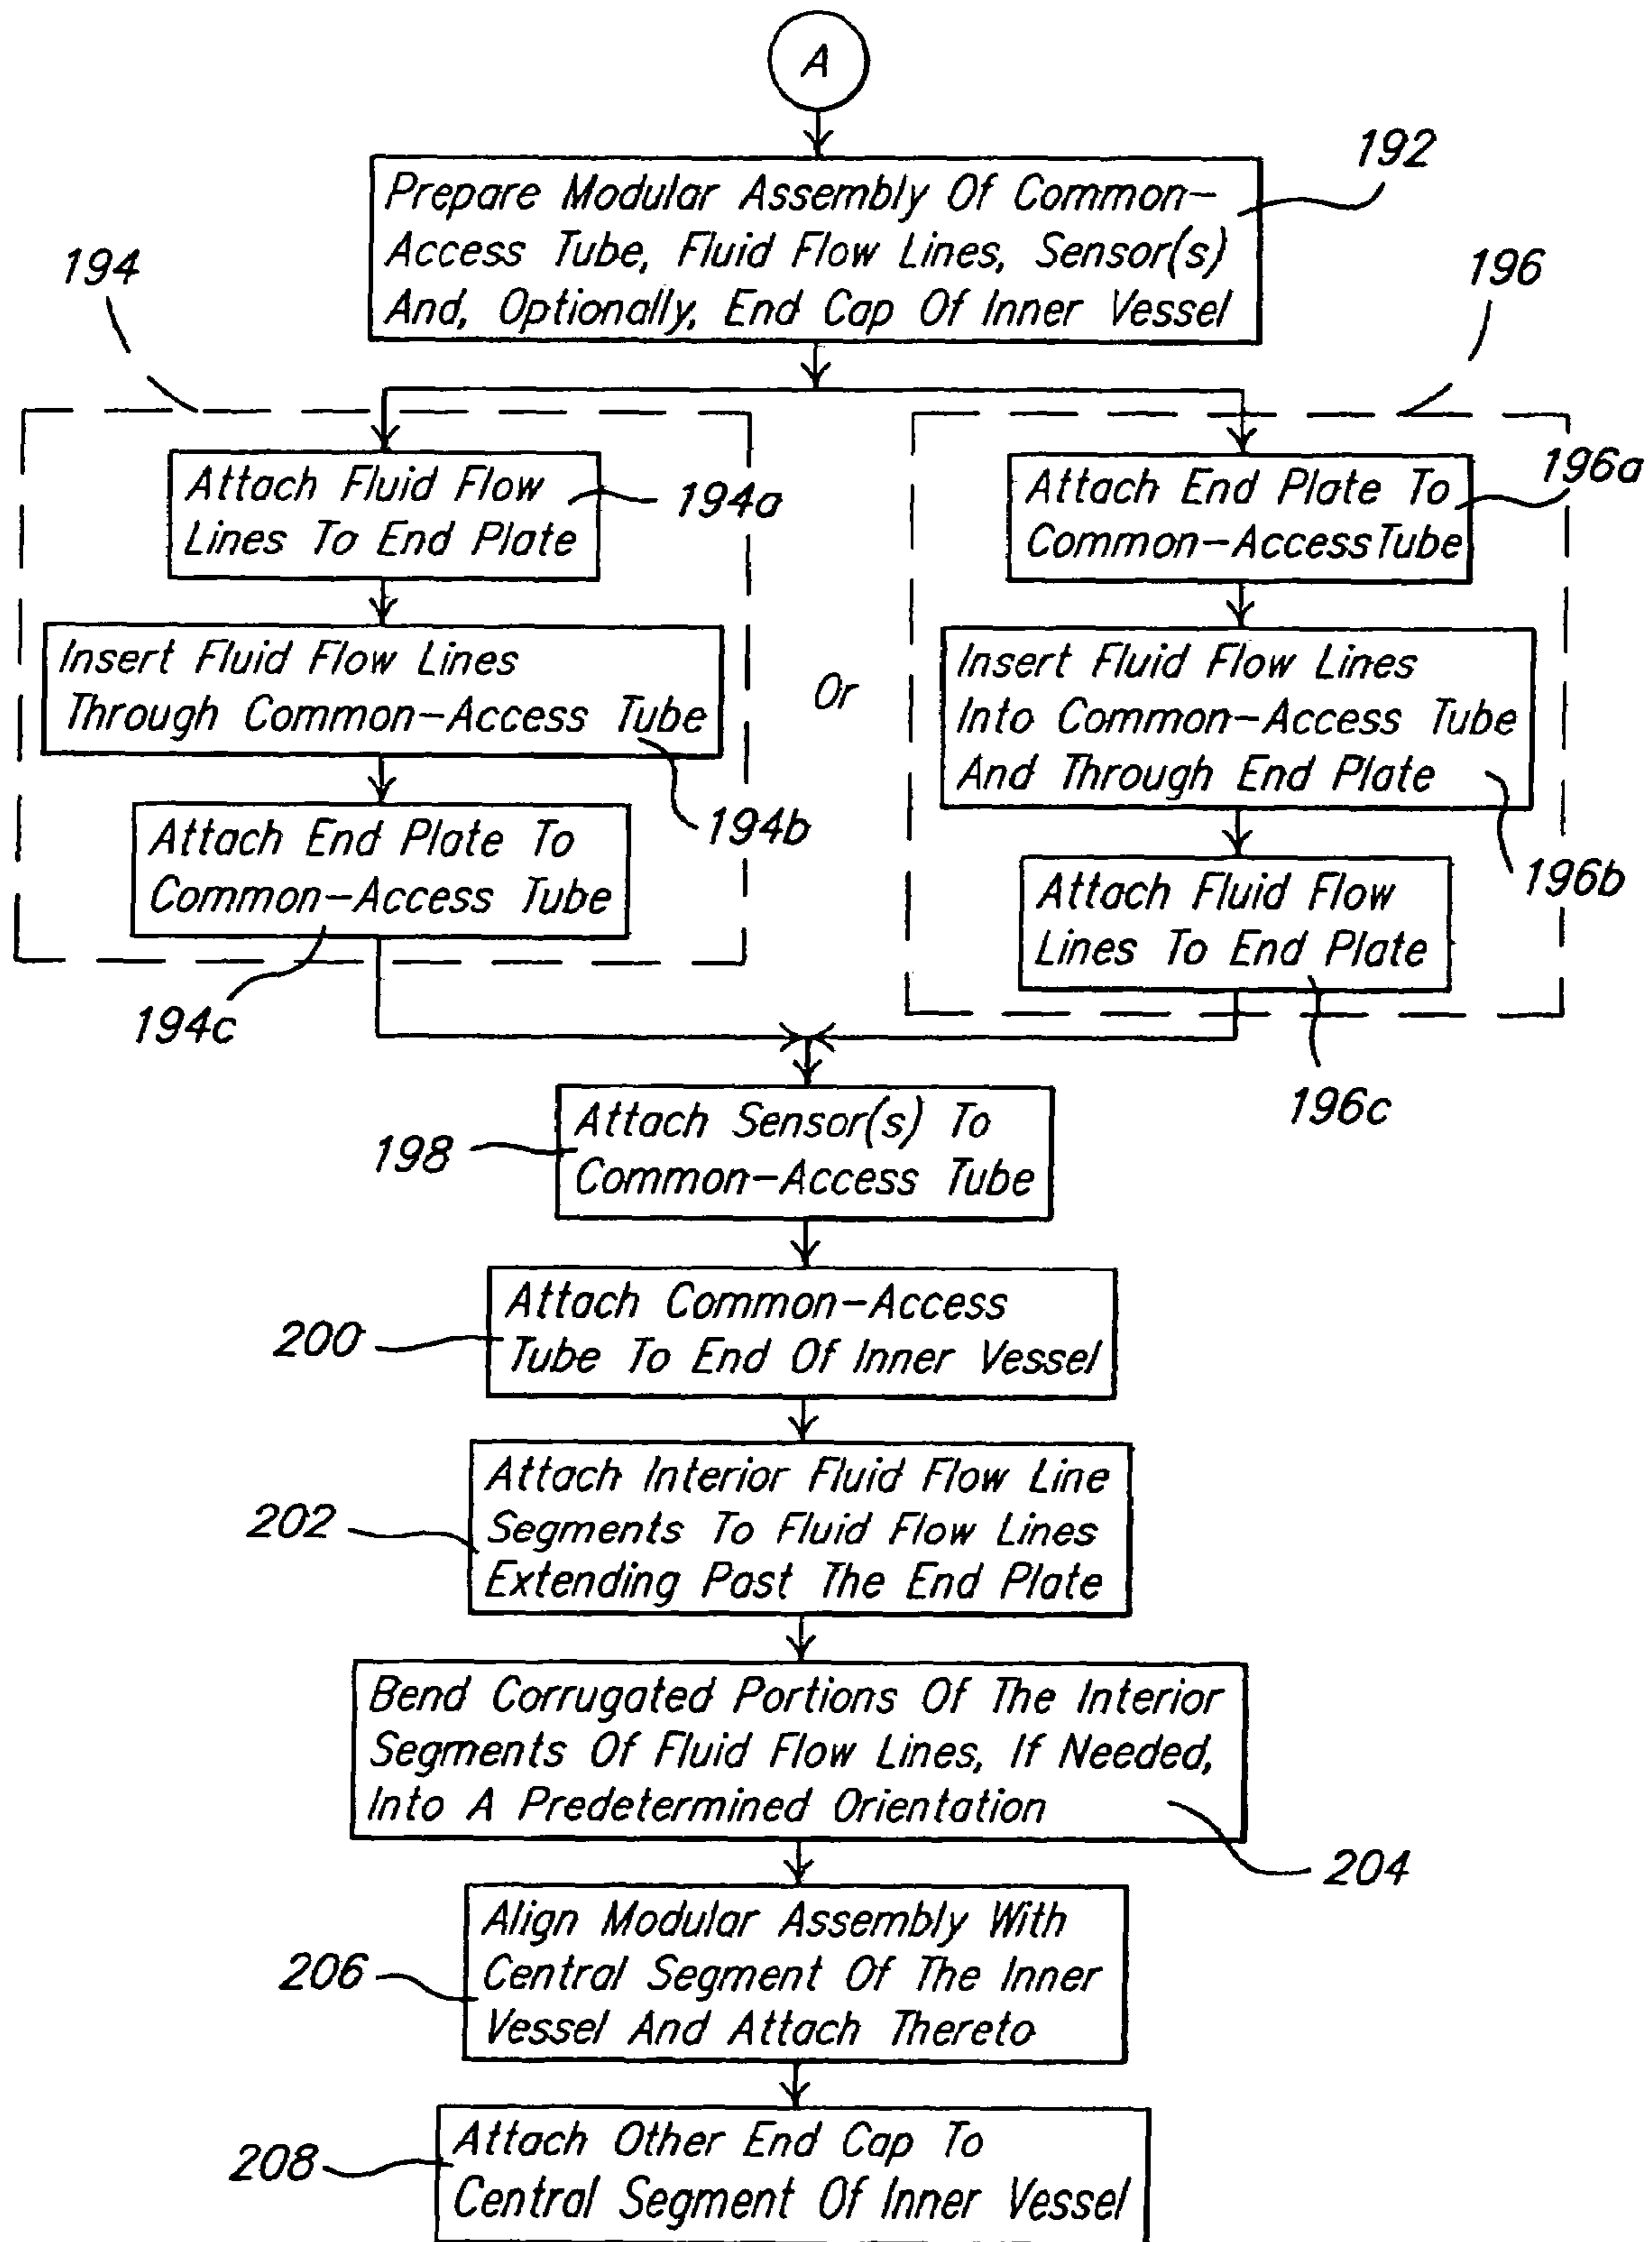 A
192
Prepare Modular Assembly Of Common-
Access Tube, Fluid Flow Lines, Sensor(s)
And, Optionally, End Cap Of Inner Vessel
194
196
Attach Fluid Flow
Lines To End Plate
194a
Insert Fluid Flow Lines
Through Common-Access Tube
194b
Attach End Plate To
Common-Access Tube
194c
Or
Attach End Plate To
Common-Access Tube
196a
Insert Fluid Flow Lines
Into Common-Access Tube
And Through End Plate
196b
Attach Fluid Flow
Lines To End Plate
196c
Attach Sensor(s) To
Common-Access Tube
198
Attach Common-Access
Tube To End Of Inner Vessel
200
Attach Interior Fluid Flow Line
Segments To Fluid Flow Lines
Extending Past The End Plate
202
Bend Corrugated Portions Of The Interior
Segments Of Fluid Flow Lines, If Needed,
Into A Predetermined Orientation
204
Align Modular Assembly With
Central Segment Of The Inner
Vessel And Attach Thereto
206
Attach Other End Cap To
Central Segment Of Inner Vessel
208